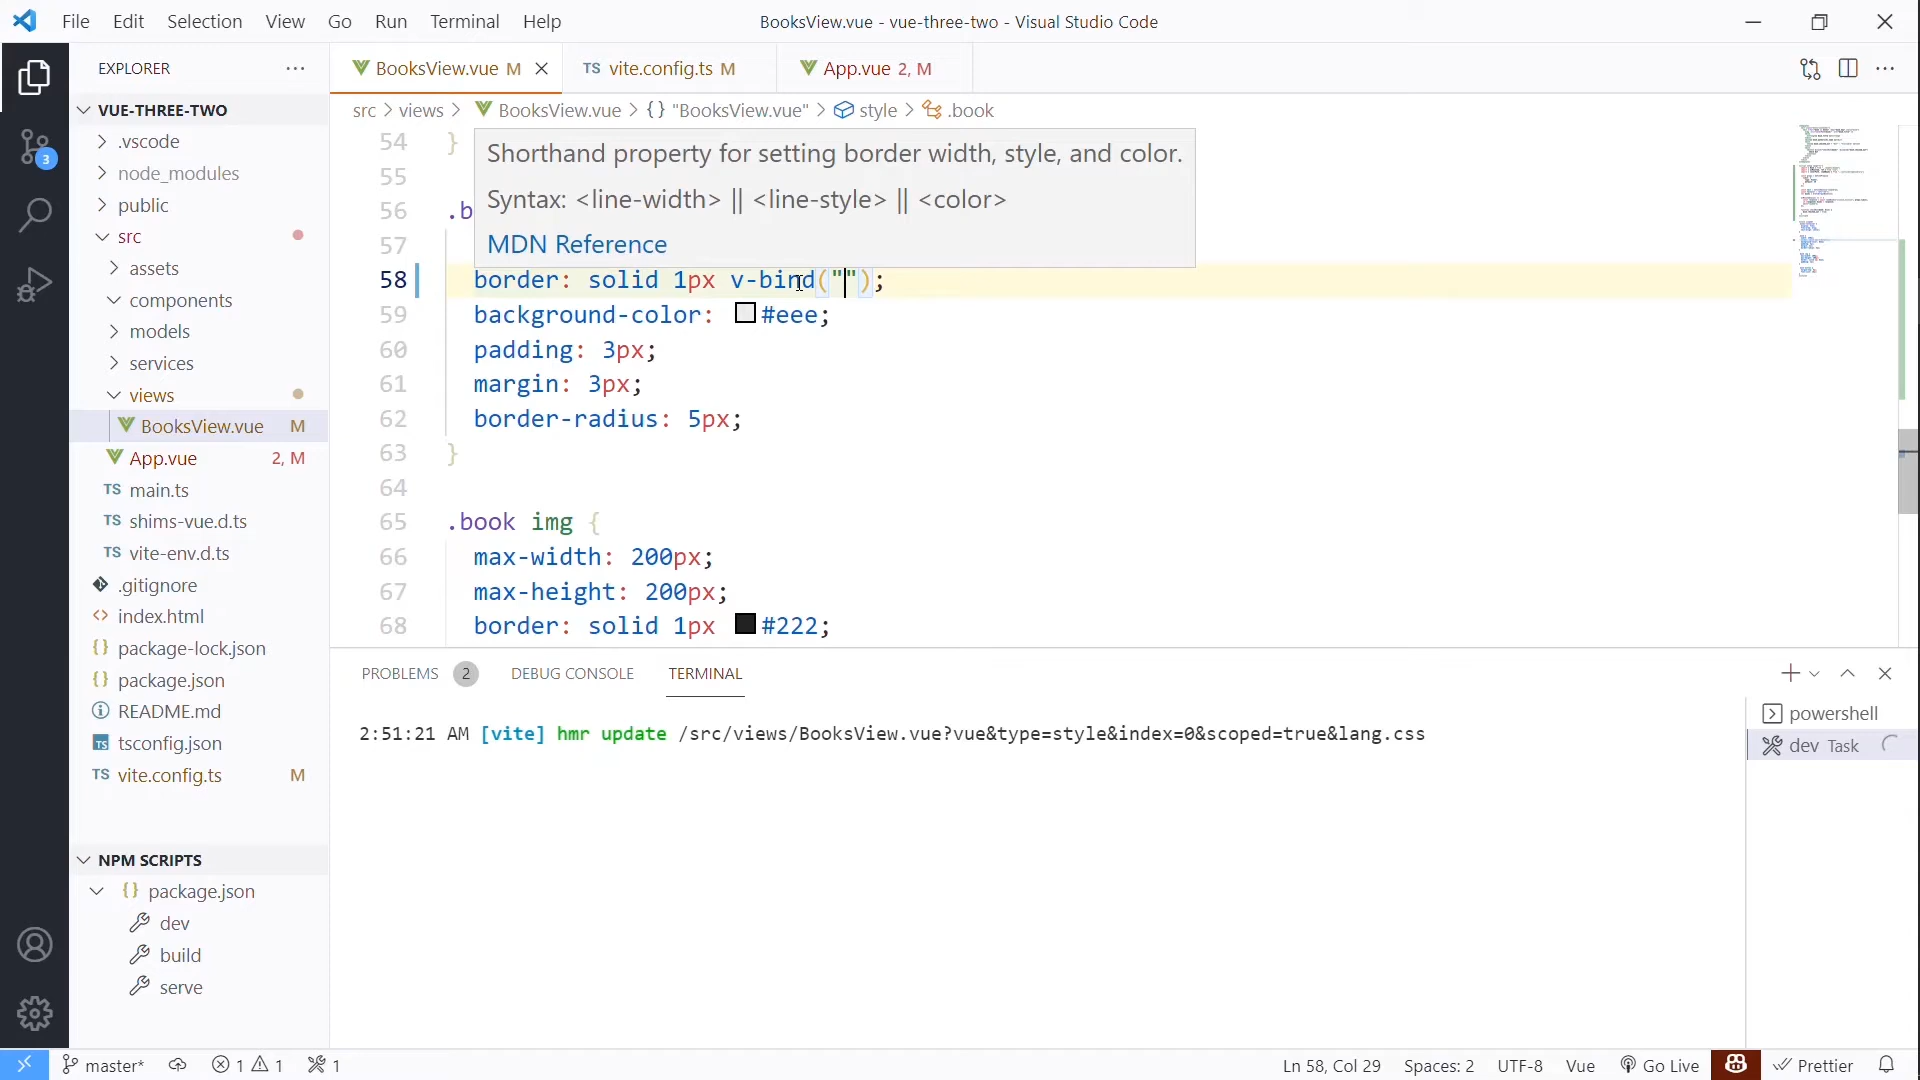 File Edit Selection View Go Run Terminal Help
BooksView.vue - vue-three-two - Visual Studio Code
EXPLORER
BooksView.vue M
TS vite.config.ts M
App.vue 2, M
VUE-THREE-TWO
src > views > BooksView.vue > {} "BooksView.vue" > style > .book
.vscode
node_modules
public
src
assets
components
models
services
views
BooksView.vue M
App.vue 2, M
TS main.ts
TS shims-vue.d.ts
TS vite-env.d.ts
.gitignore
<> index.html
{} package-lock.json
{} package.json
README.md
TS tsconfig.json
TS vite.config.ts M
3
NPM SCRIPTS
{} package.json
dev
build
serve
54 }
55
56 .b
57
Shorthand property for setting border width, style, and color.
Syntax: <line-width> || <line-style> || <color>
MDN Reference
58 border: solid 1px v-bind("");
59 background-color: #eee;
60 padding: 3px;
61 margin: 3px;
62 border-radius: 5px;
63 }
64
65 .book img {
66 max-width: 200px;
67 max-height: 200px;
68 border: solid 1px #222;
PROBLEMS 2 DEBUG CONSOLE TERMINAL
2:51:21 AM [vite] hmr update /src/views/BooksView.vue?vue&type=style&index=0&scoped=true&lang.css
powershell
dev Task
master* 1 1 1
Ln 58, Col 29 Spaces: 2 UTF-8 Vue Go Live Prettier